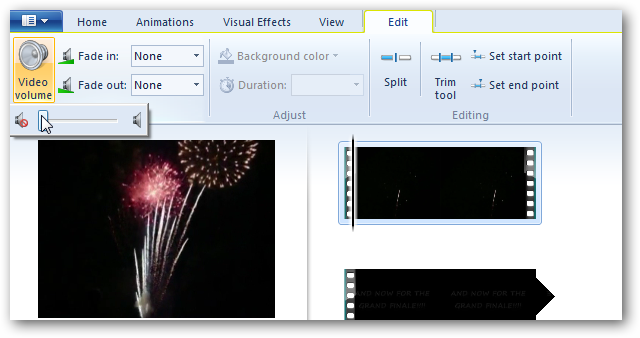 Home Animations Visual Effects View Edit
Video volume
Fade in: None
Fade out: None
Background color
Duration:
Adjust
Split
Trim tool
Set start point
Set end point
Editing
AND NOW FOR THE AND NOW FOR THE
GRAND FINALE!!!! GRAND FINALE!!!!